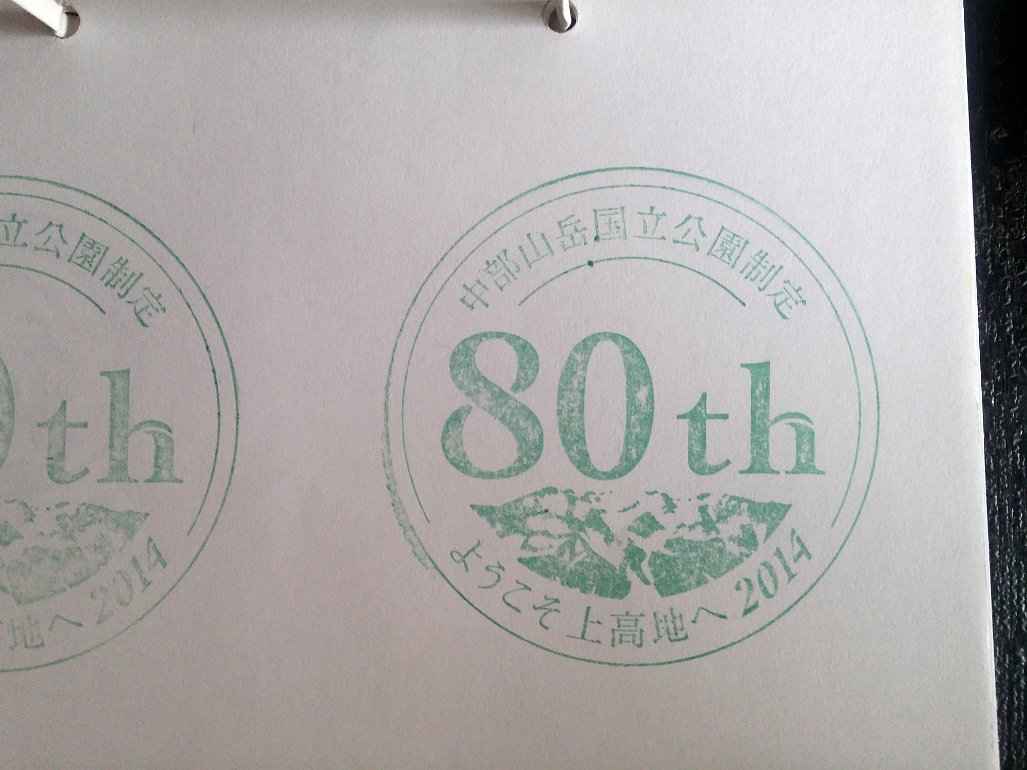 立公園制定
0th
地へ 2014
中部山岳国立公園制定
80th
ようこそ 上高地へ 2014